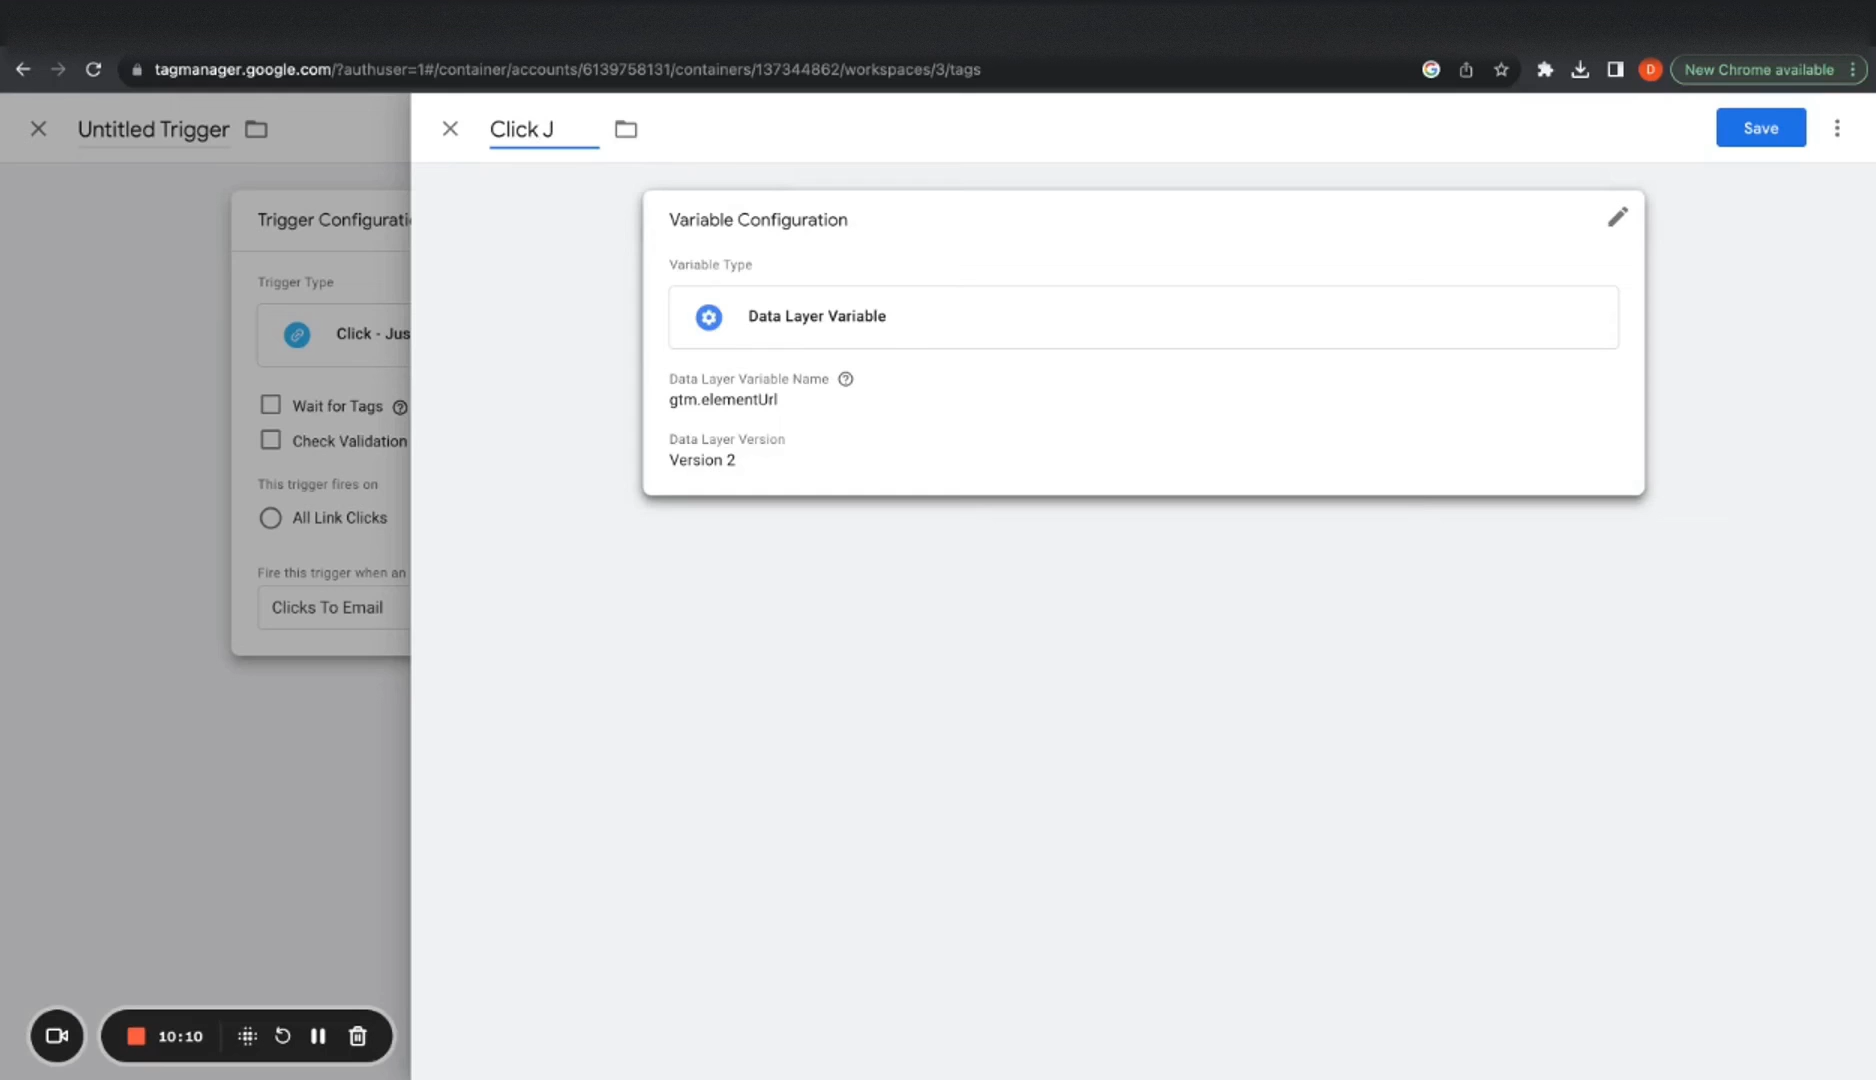 tagmanager.google.com/?authuser=1#/container/accounts/6139758131/containers/137344862/workspaces/3/tags
D
New Chrome available
Untitled Trigger
Click J
Save
Trigger Configurati
Trigger Type
Click - Jus
Wait for Tags
Check Validation
This trigger fires on
All Link Clicks
Fire this trigger when an
Clicks To Email
Variable Configuration
Variable Type
Data Layer Variable
Data Layer Variable Name
gtm.elementUrl
Data Layer Version
Version 2
10:10